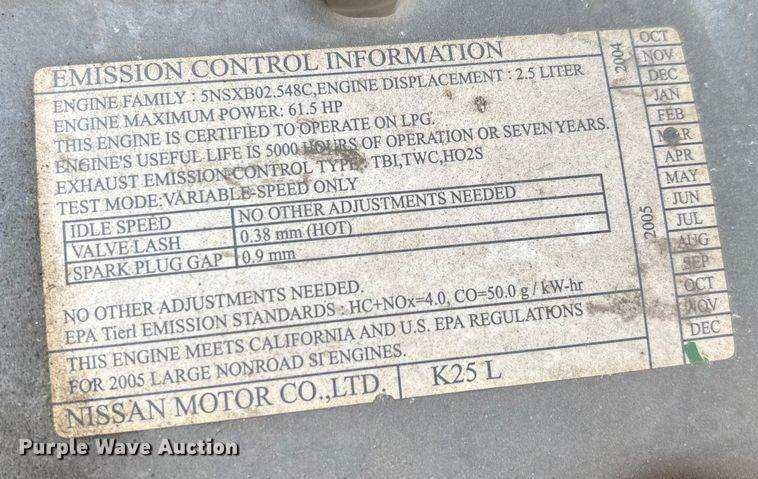 EMISSION CONTROL INFORMATION
ENGINE FAMILY : 5NSXB02.548C,ENGINE DISPLACEMENT : 2.5 LITER
ENGINE MAXIMUM POWER: 61.5 HP
THIS ENGINE IS CERTIFIED TO OPERATE ON LPG.
ENGINE'S USEFUL LIFE IS 5000 HOURS OF OPERATION OR SEVEN YEARS.
EXHAUST EMISSION CONTROL TYPE: TBI,TWC,HO2S
TEST MODE:VARIABLE-SPEED ONLY
IDLE SPEED NO OTHER ADJUSTMENTS NEEDED
VALVE LASH 0.38 mm (HOT)
SPARK PLUG GAP 0.9 mm
NO OTHER ADJUSTMENTS NEEDED.
EPA Tier1 EMISSION STANDARDS : HC+NOx=4.0, CO=50.0 g / kW-hr
THIS ENGINE MEETS CALIFORNIA AND U.S. EPA REGULATIONS
FOR 2005 LARGE NONROAD SI ENGINES.
NISSAN MOTOR CO.,LTD. K25 L
2004
OCT
NOV
DEC
2005
JAN
FEB
MAR
APR
MAY
JUN
JUL
AUG
SEP
OCT
NOV
DEC
Purple Wave Auction